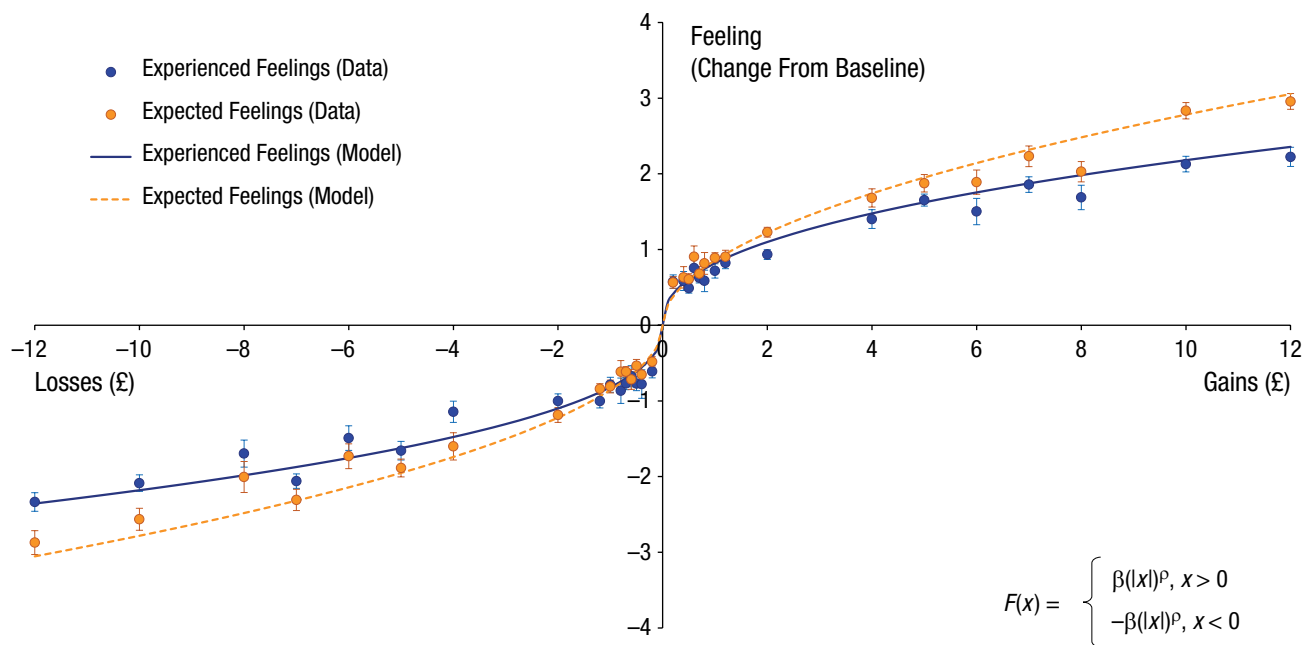 4
Feeling
(Change From Baseline)
Experienced Feelings (Data)
Expected Feelings (Data)
Experienced Feelings (Model)
Expected Feelings (Model)
3
2
1
0
–12 –10 –8 –6 –4 –2 0 2 4 6 8 10 12
Losses (£) Gains (£)
–1
–2
–3
–4
F(x) =
β(|x|)ᵖ, x > 0
–β(|x|)ᵖ, x < 0